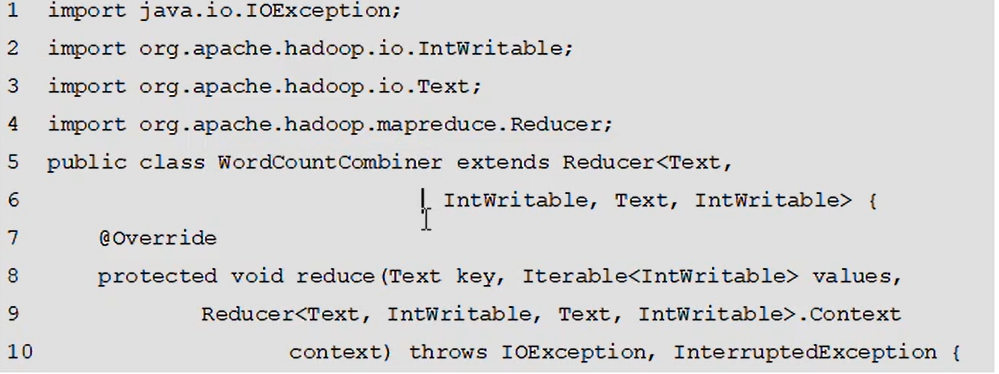 1 import java.io.IOException;
2 import org.apache.hadoop.io.IntWritable;
3 import org.apache.hadoop.io.Text;
4 import org.apache.hadoop.mapreduce.Reducer;
5 public class WordCountCombiner extends Reducer<Text,
6 IntWritable, Text, IntWritable> {
7 @Override
8 protected void reduce(Text key, Iterable<IntWritable> values,
9 Reducer<Text, IntWritable, Text, IntWritable>.Context
10 context) throws IOException, InterruptedException {